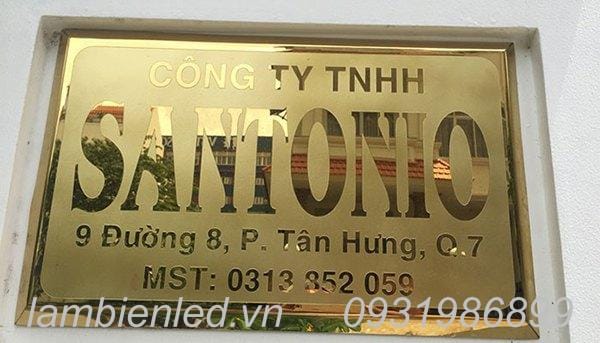 CÔNG TY TNHH
SANTONIO
9 Đường 8, P. Tân Hưng, Q.7
MST: 0313 852 059
lambienled.vn 0931986899